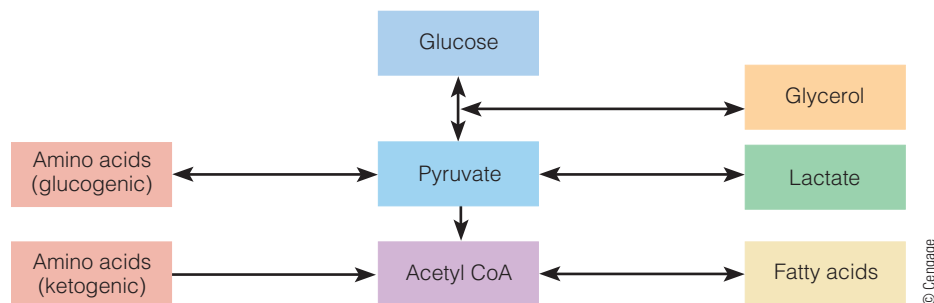 Glucose
Glycerol
Amino acids
(glucogenic)
Pyruvate
Lactate
Amino acids
(ketogenic)
Acetyl CoA
Fatty acids
© Cengage